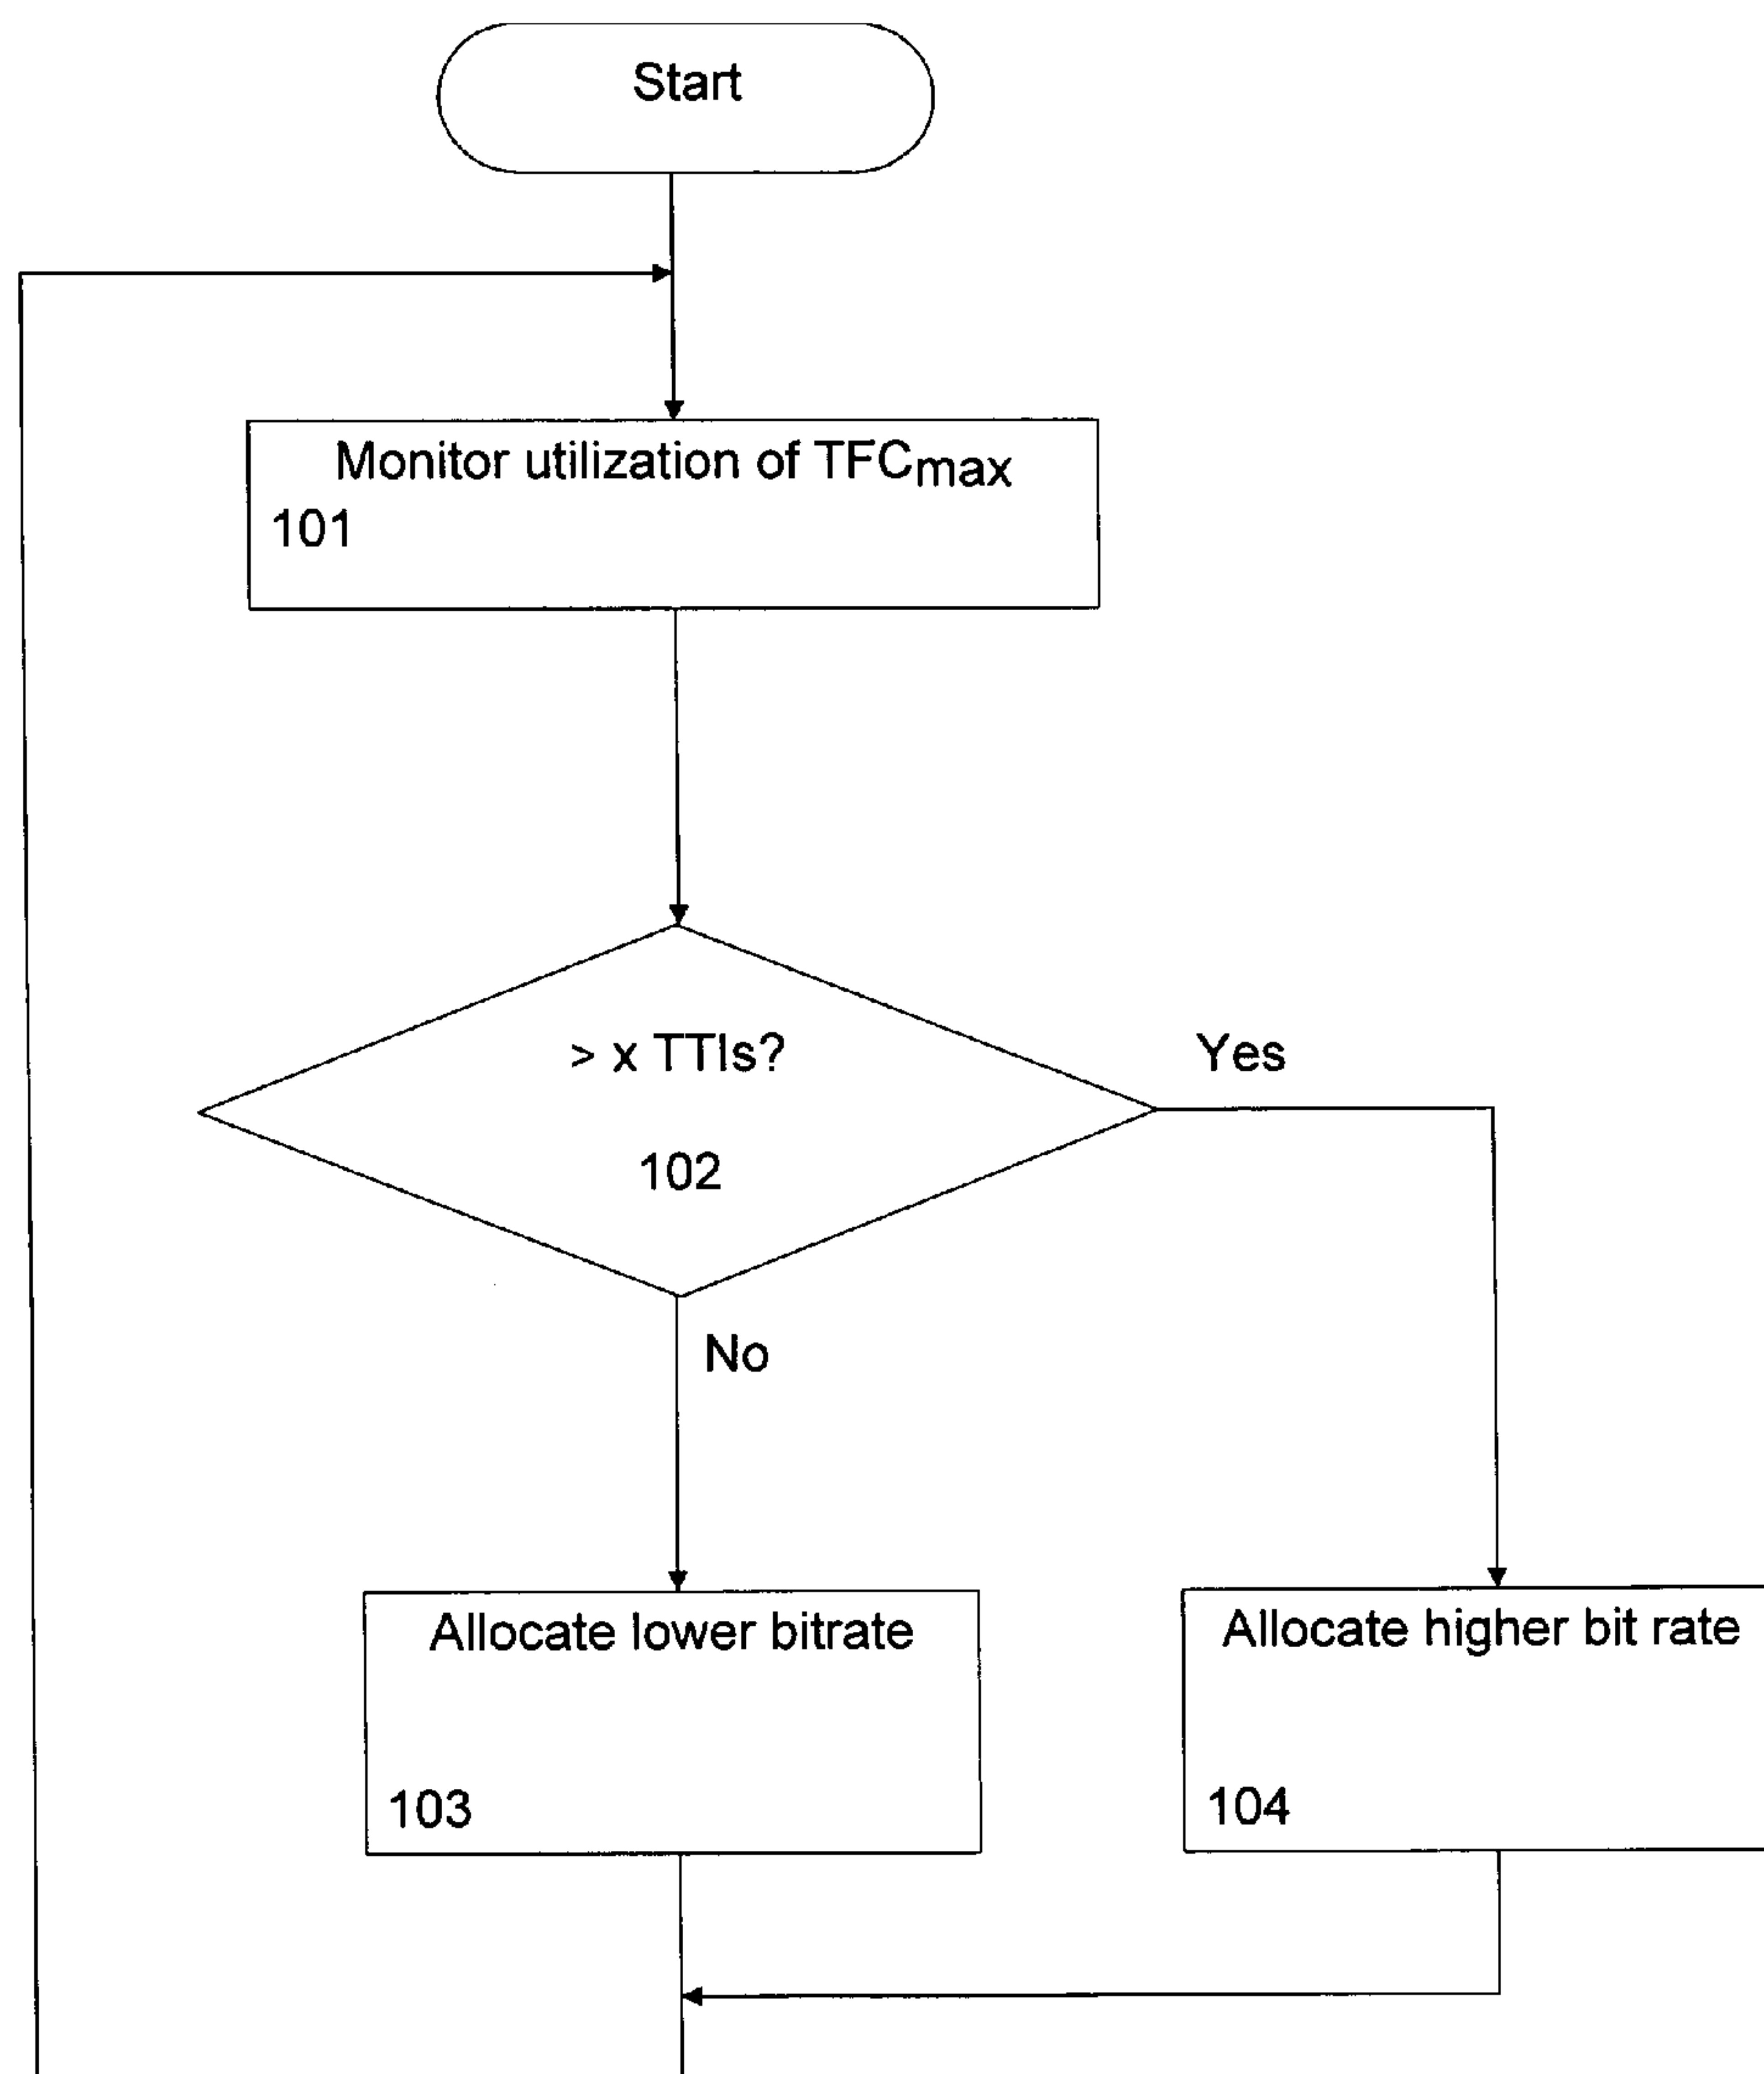 Start
Monitor utilization of TFCmax
101
> x TTIs?
102
Yes
No
Allocate lower bitrate
103
Allocate higher bit rate
104